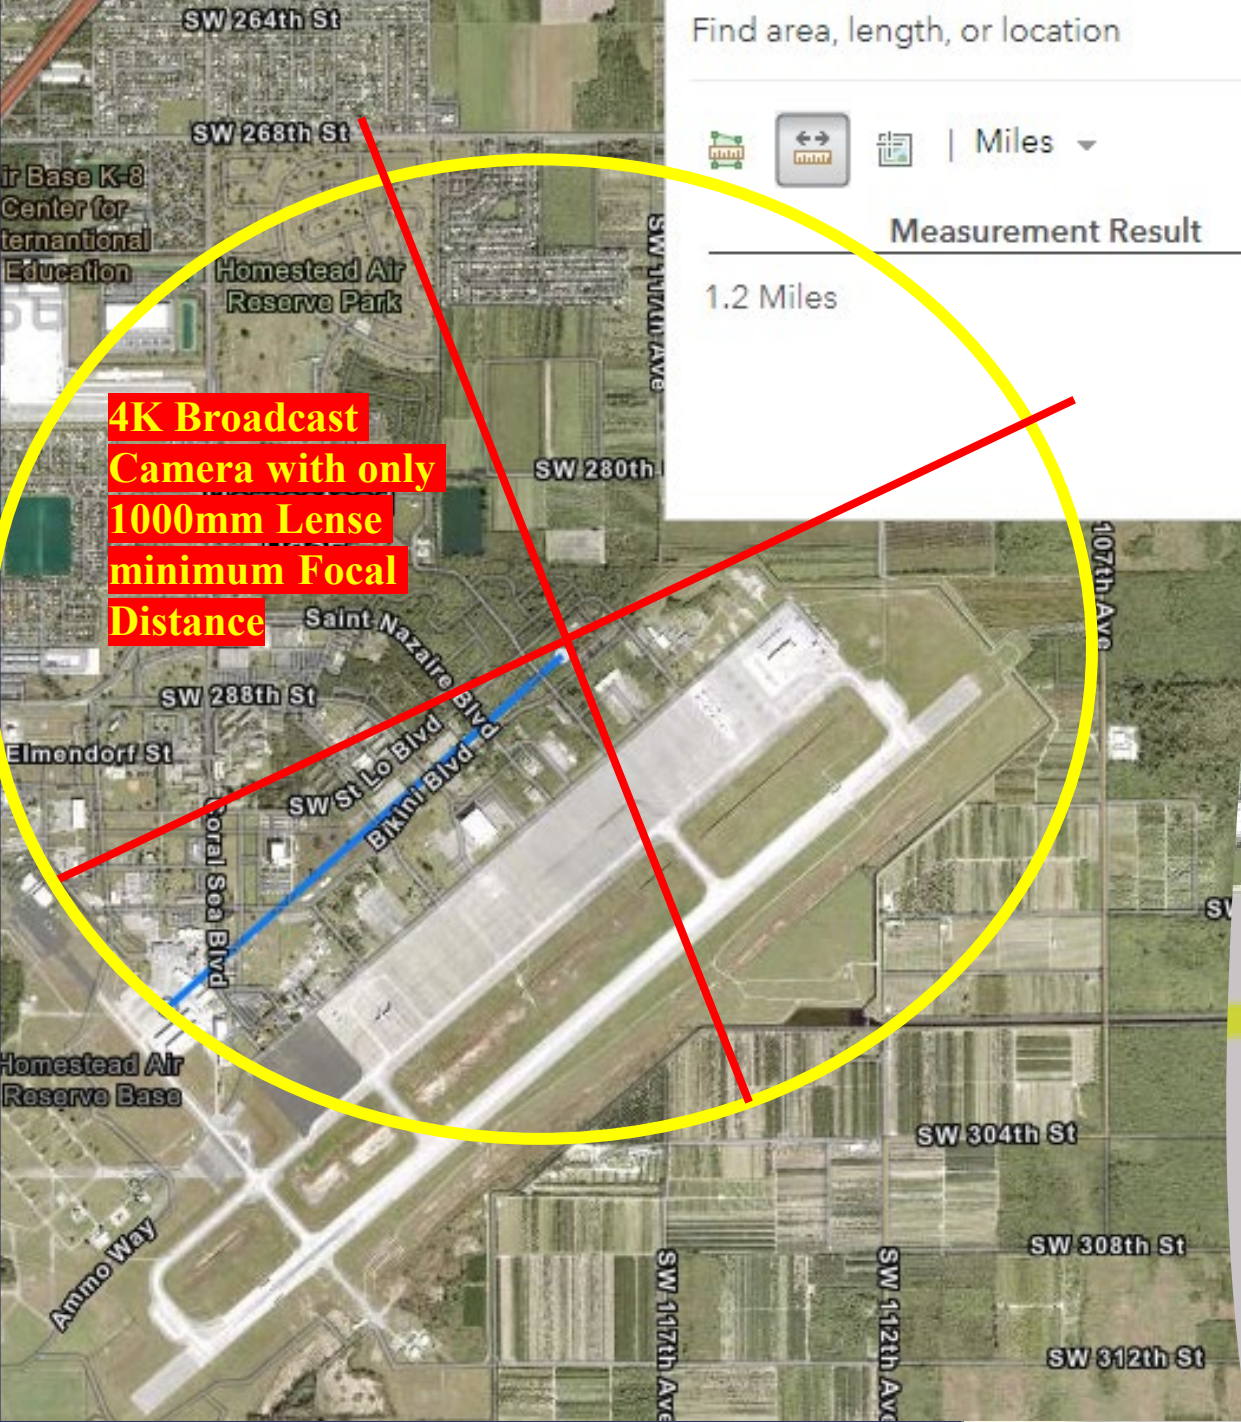 SW 264th St
Find area, length, or location
SW 268th St
Miles
ir Base K-8
Center for
ternantional
Education
Measurement Result
Homestead Air
Reserve Park
SW 117th Ave
1.2 Miles
4K Broadcast
Camera with only
1000mm Lense
minimum Focal
Distance
SW 280th
107th Ave
Saint Nazaire Blvd
SW 288th St
Elmendorf St
SW St Lo Blvd
Bikini Blvd
Coral Sea Blvd
SW
Homestead Air
Reserve Base
SW 304th St
Ammo Way
SW 308th St
SW 117th Ave
SW 112th Av
SW 312th St